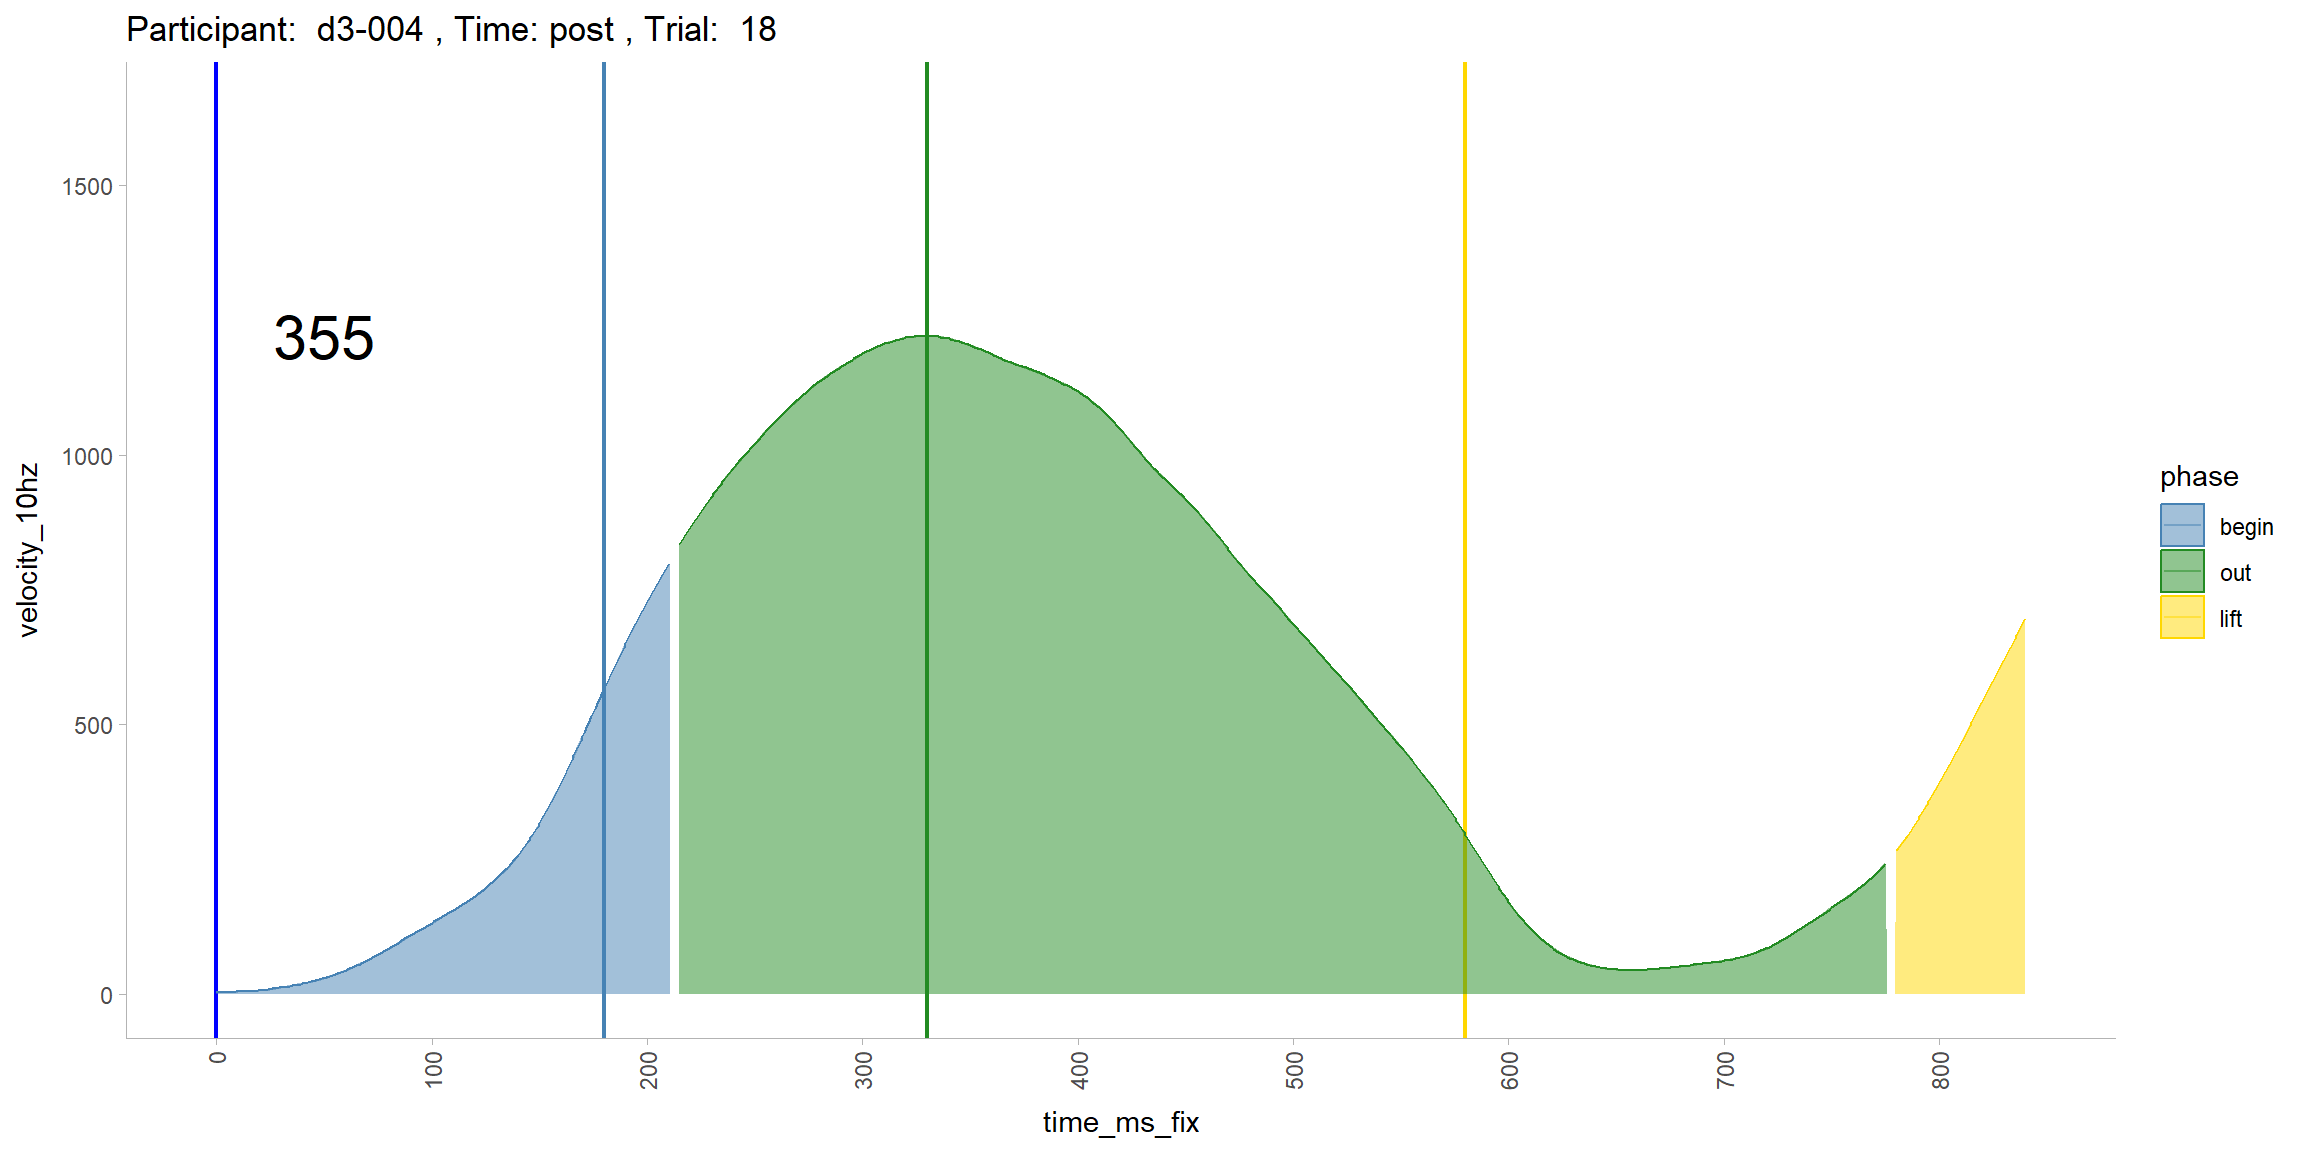 Participant:  d3-004 , Time: post , Trial:  18
1500
1000
500
0
velocity_10hz
355
0
100
200
300
400
500
600
700
800
time_ms_fix
phase
begin
out
lift